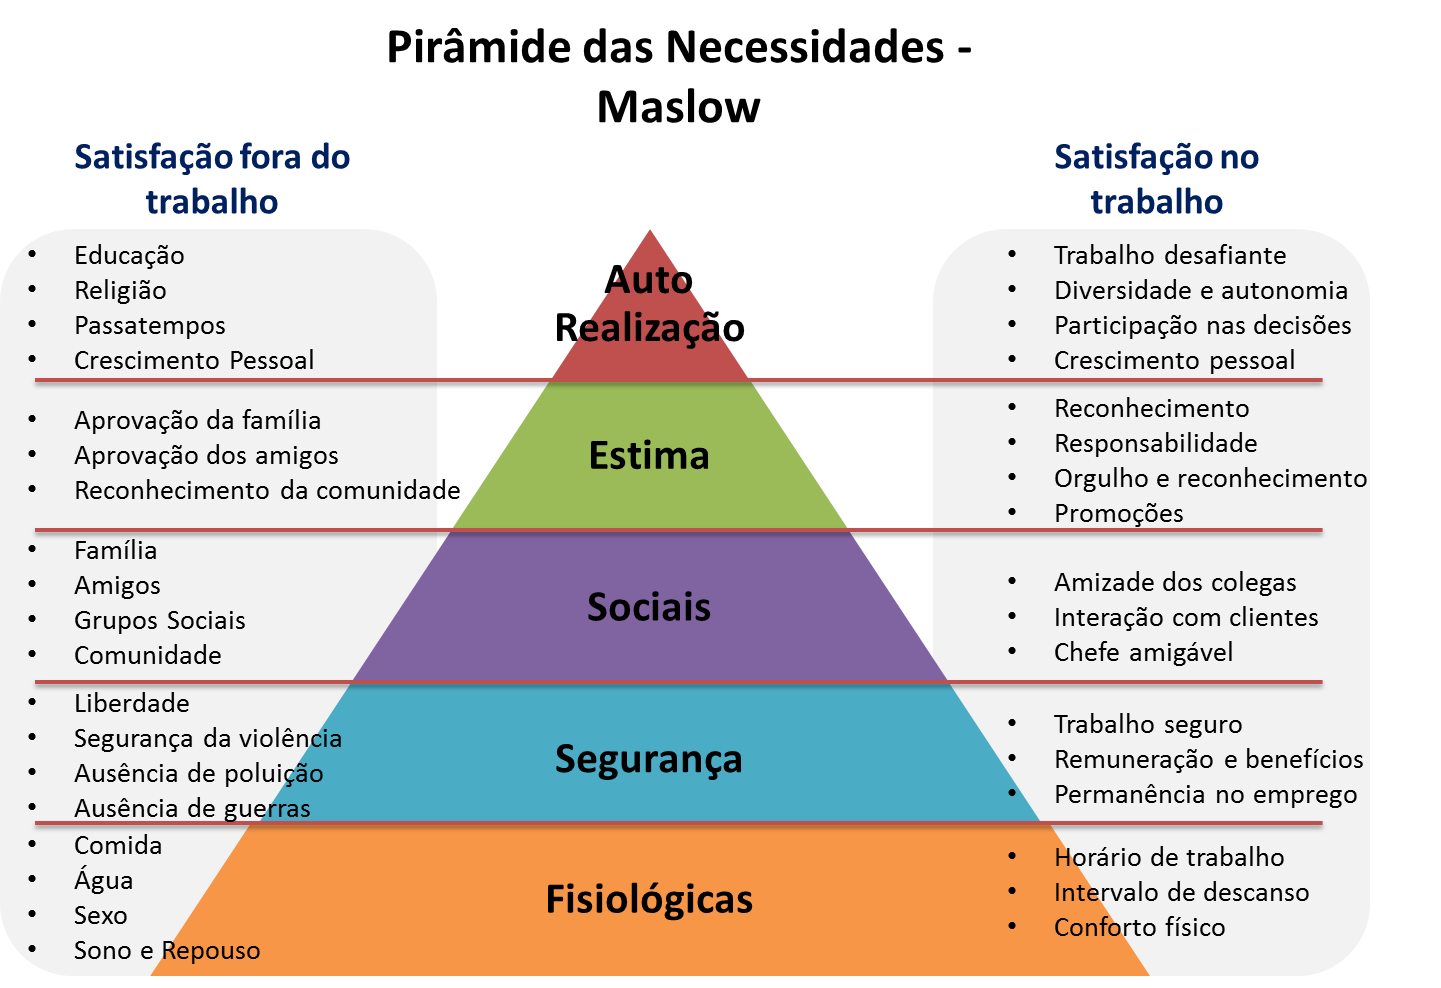 Pirâmide das Necessidades -
Maslow
Satisfação fora do
trabalho
• Educação
• Religião
• Passatempos
• Crescimento Pessoal
• Aprovação da família
• Aprovação dos amigos
• Reconhecimento da comunidade
• Família
• Amigos
• Grupos Sociais
• Comunidade
• Liberdade
• Segurança da violência
• Ausência de poluição
• Ausência de guerras
• Comida
• Água
• Sexo
• Sono e Repouso
Auto
Realização
Estima
Sociais
Segurança
Fisiológicas
Satisfação no
trabalho
• Trabalho desafiante
• Diversidade e autonomia
• Participação nas decisões
• Crescimento pessoal
• Reconhecimento
• Responsabilidade
• Orgulho e reconhecimento
• Promoções
• Amizade dos colegas
• Interação com clientes
• Chefe amigável
• Trabalho seguro
• Remuneração e benefícios
• Permanência no emprego
• Horário de trabalho
• Intervalo de descanso
• Conforto físico